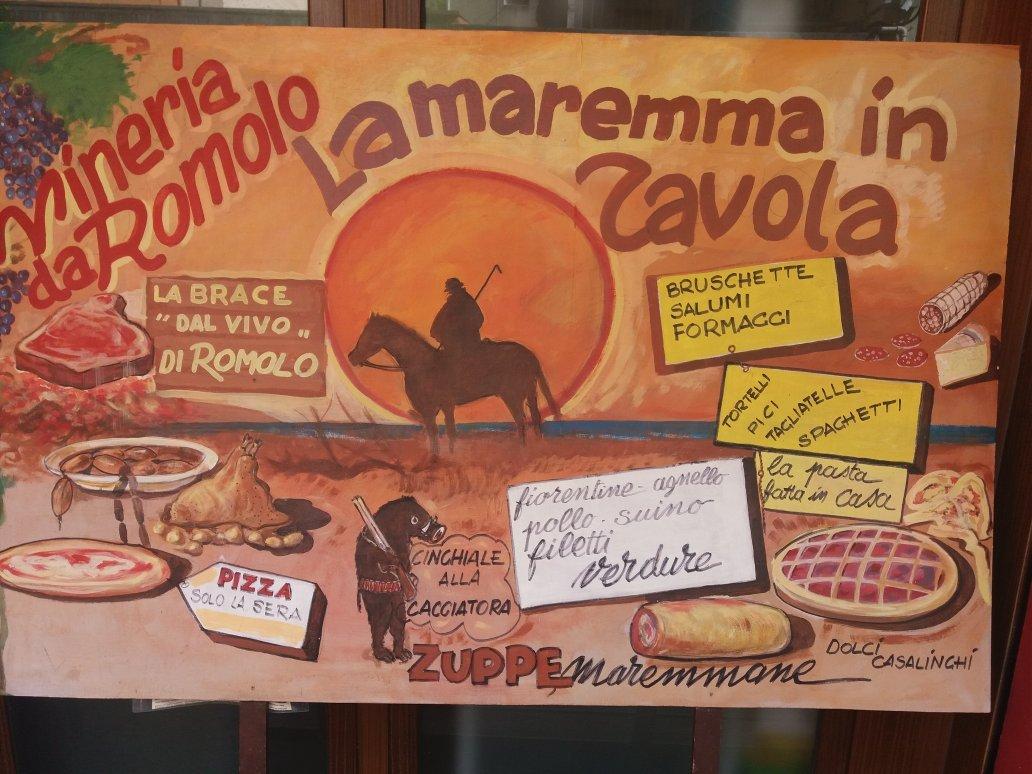 Vineria
da Romolo
La maremma in
Tavola
LA BRACE
"DAL VIVO"
DI ROMOLO
BRUSCHETTE
SALUMI
FORMAGGI
TORTELLI
PICI
TAGLIATELLE
SPAGHETTI
la pasta
fatta in casa
fiorentine - agnello
pollo - suino
filetti
verdure
CINGHIALE
ALLA
CACCIATORA
PIZZA
SOLO LA SERA
ZUPPE maremmane
DOLCI
CASALINGHI